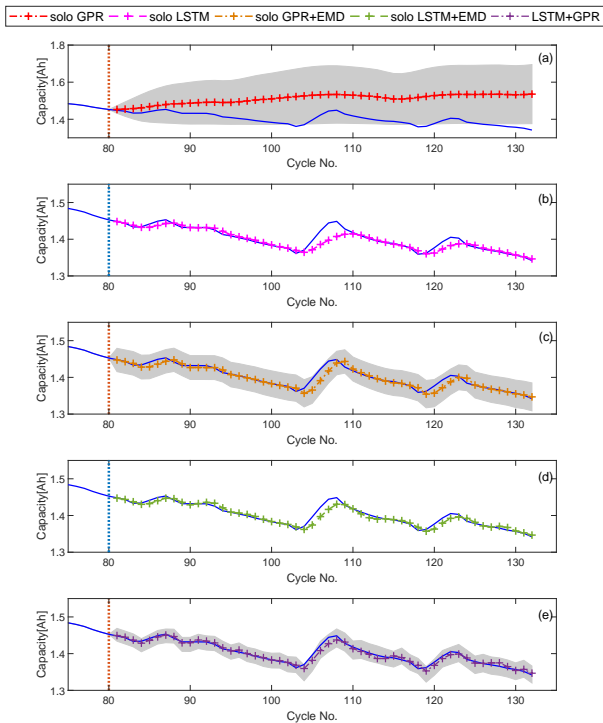 solo GPR solo LSTM solo GPR+EMD solo LSTM+EMD LSTM+GPR
(a)
Capacity[Ah]
1.8
1.6
1.4
80 90 100 110 120 130
Cycle No.
(b)
Capacity[Ah]
1.5
1.4
1.3
80 90 100 110 120 130
Cycle No.
(c)
Capacity[Ah]
1.5
1.4
1.3
80 90 100 110 120 130
Cycle No.
(d)
Capacity[Ah]
1.5
1.4
1.3
80 90 100 110 120 130
Cycle No.
(e)
Capacity[Ah]
1.5
1.4
1.3
80 90 100 110 120 130
Cycle No.